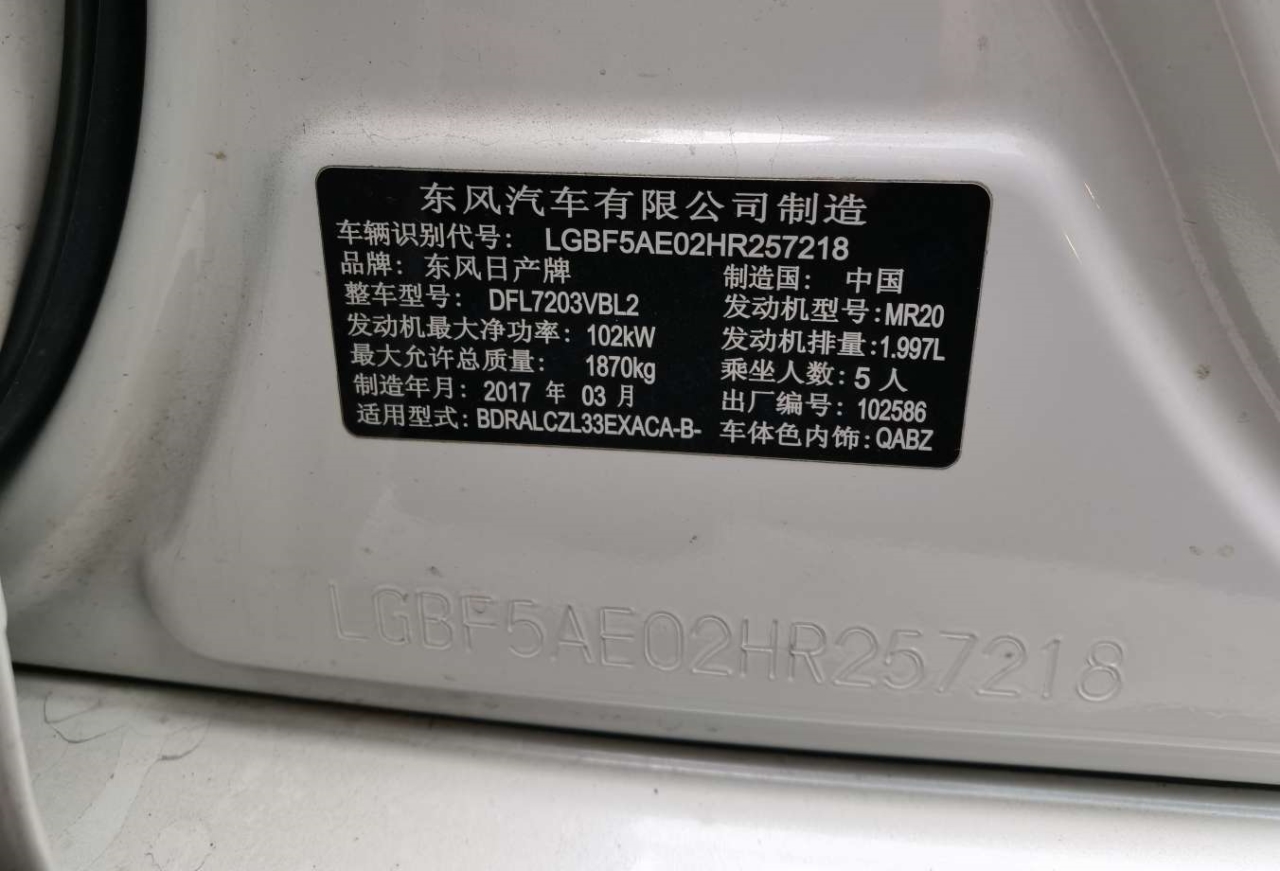 东风汽车有限公司制造
车辆识别代号: LGBF5AE02HR257218
品牌: 东风日产牌 制造国: 中国
整车型号: DFL7203VBL2 发动机型号:MR20
发动机最大净功率: 102kW 发动机排量:1.997L
最大允许总质量: 1870kg 乘坐人数:5 人
制造年月: 2017 年 03 月 出厂编号: 102586
适用型式: BDRALCZL33EXACA-B- 车体色内饰:QABZ
LGBF5AE02HR257218